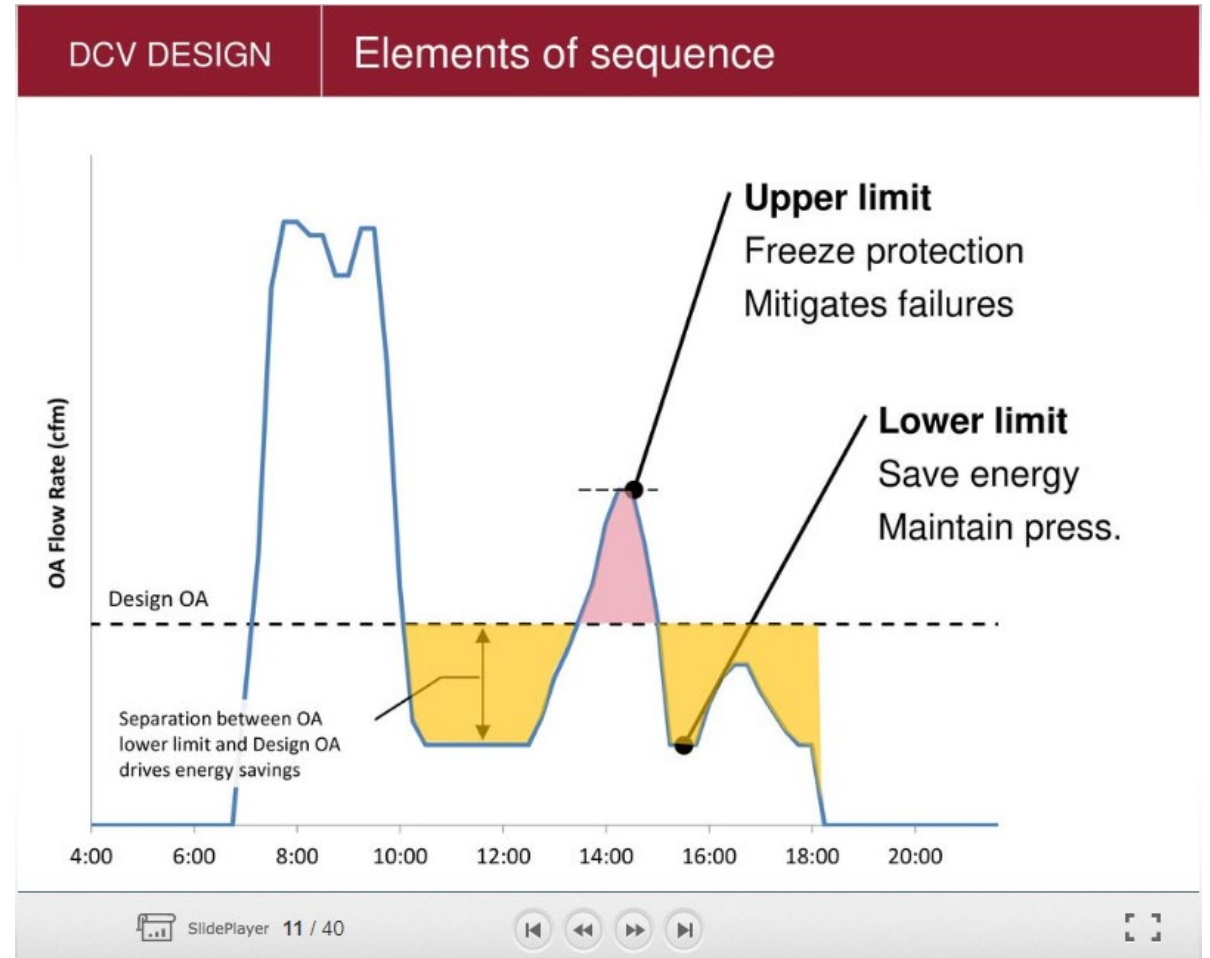 DCV DESIGN
Elements of sequence
Upper limit
Freeze protection
Mitigates failures
Lower limit
Save energy
Maintain press.
OA Flow Rate (cfm)
Design OA
Separation between OA
lower limit and Design OA
drives energy savings
4:00 6:00 8:00 10:00 12:00 14:00 16:00 18:00 20:00
SlidePlayer 11 / 40